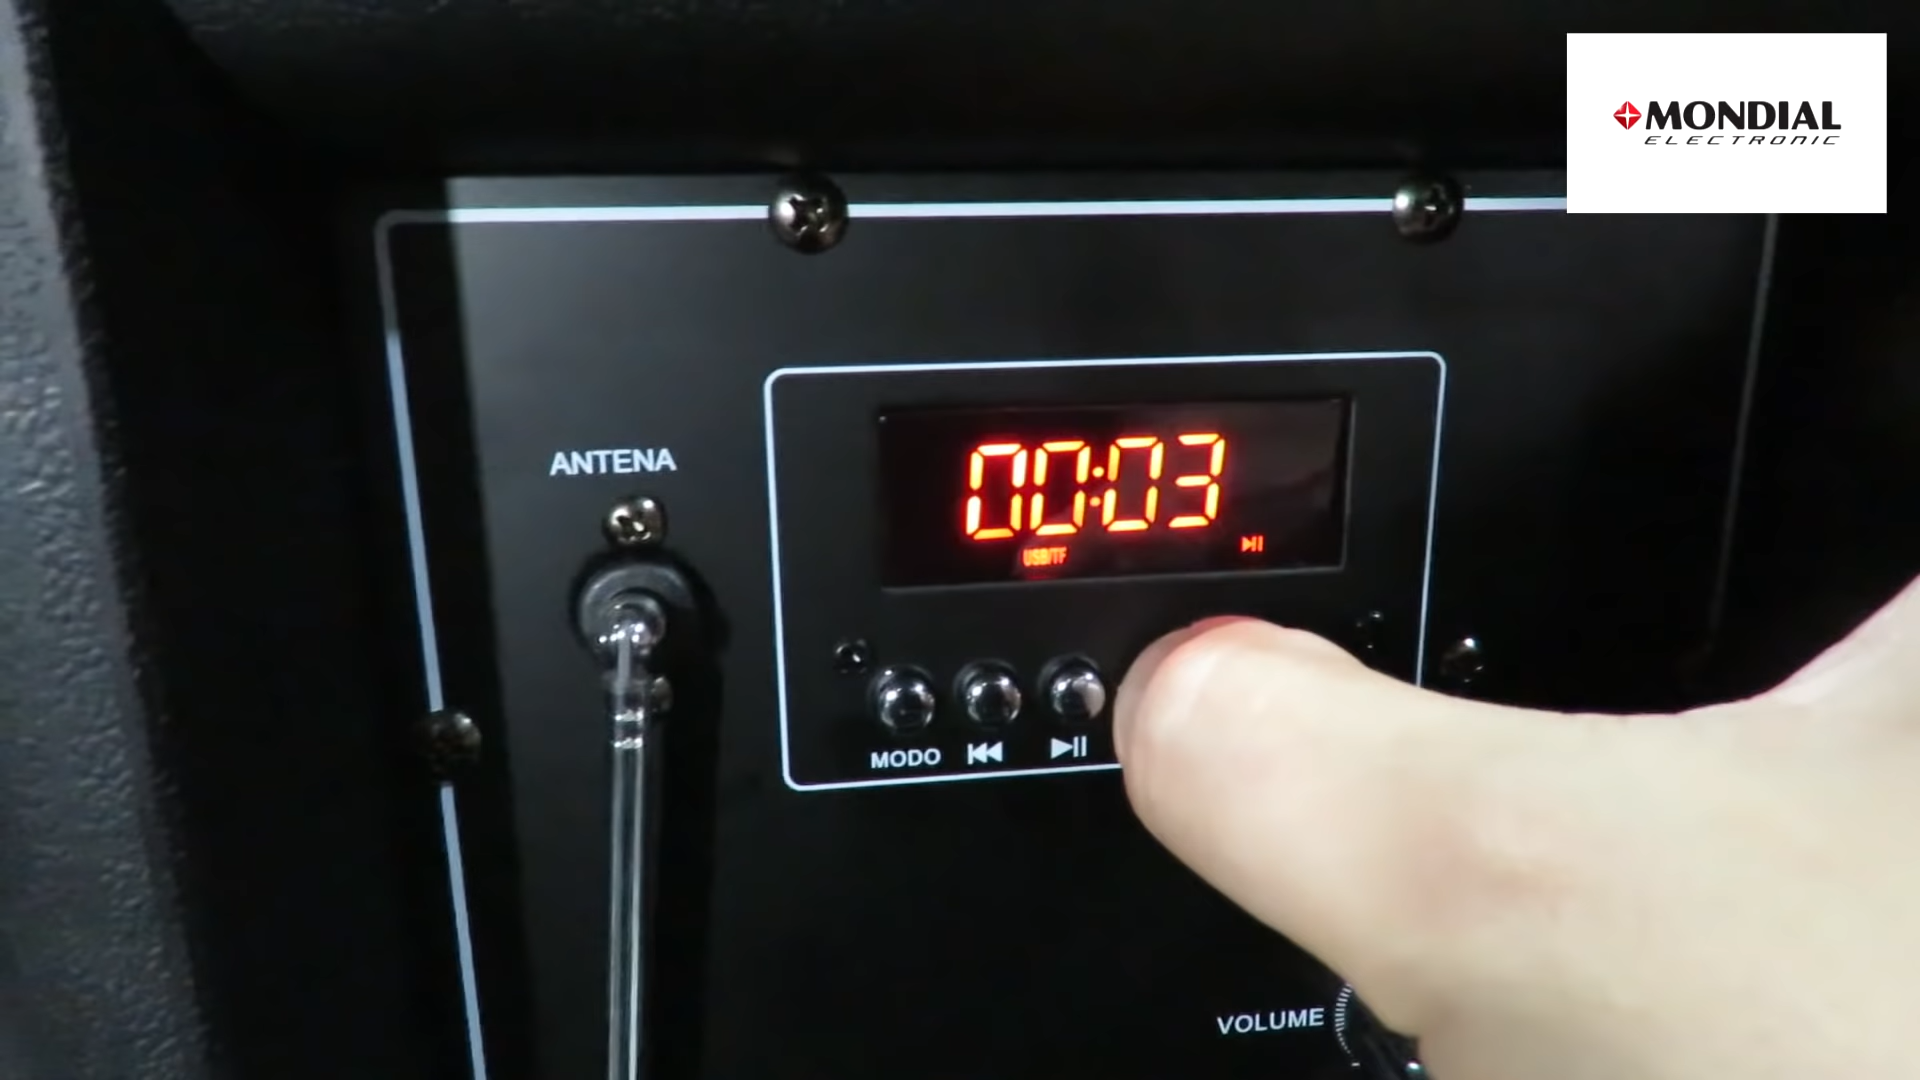 MONDIAL
ELECTRONIC
ANTENA
00:03
USB/TF
MODO
VOLUME